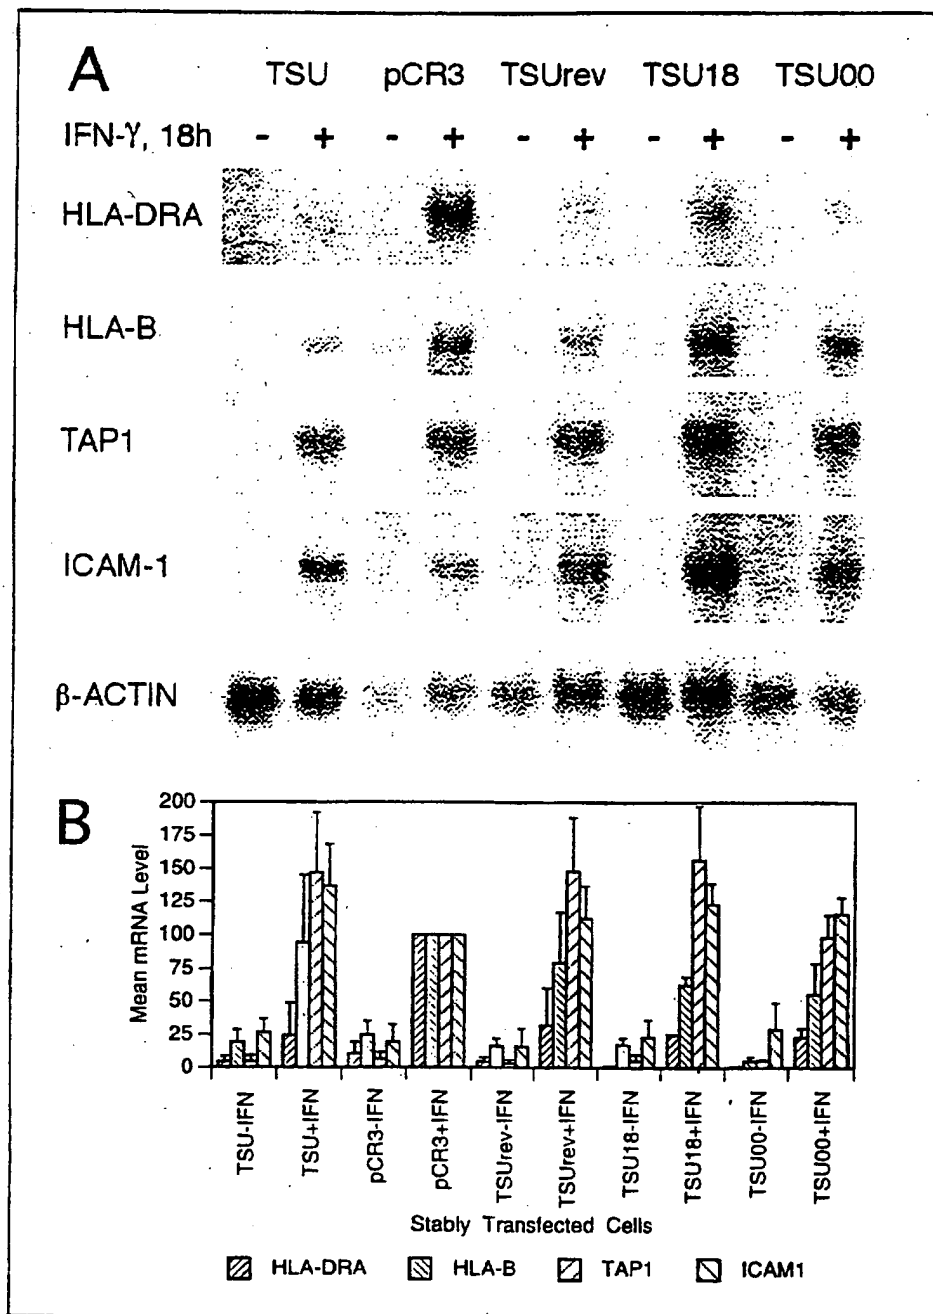 A
TSU pCR3 TSUrev TSU18 TSU00
IFN-γ, 18h - + - + - + - + - +
HLA-DRA
HLA-B
TAP1
ICAM-1
β-ACTIN
B
Mean mRNA Level
200
175
150
125
100
75
50
25
0
TSU-IFN
TSU+IFN
pCR3-IFN
pCR3+IFN
TSUrev-IFN
TSUrev+IFN
TSU18-IFN
TSU18+IFN
TSU00-IFN
TSU00+IFN
Stably Transfected Cells
HLA-DRA HLA-B TAP1 ICAM1